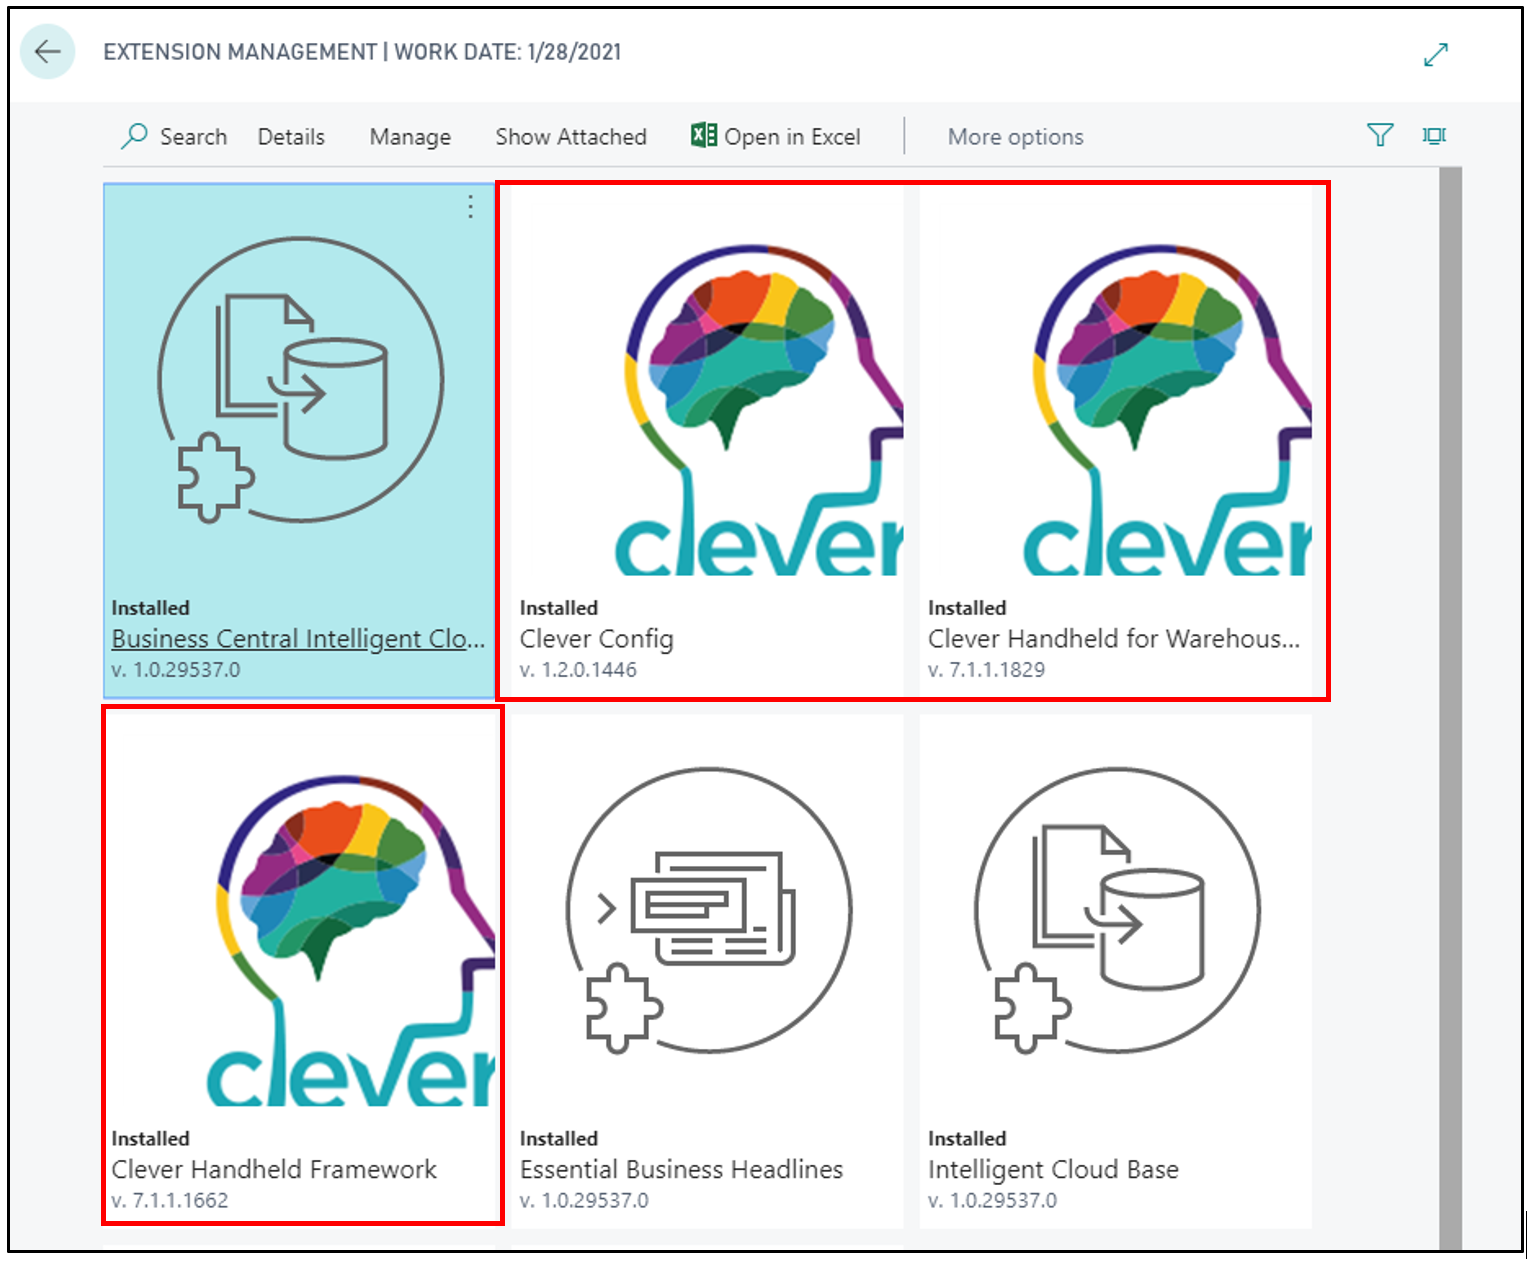 EXTENSION MANAGEMENT | WORK DATE: 1/28/2021
Search Details Manage Show Attached Open in Excel More options
clever
clever
Installed
Business Central Intelligent Clo...
v. 1.0.29537.0
Installed
Clever Config
v. 1.2.0.1446
Installed
Clever Handheld for Warehous...
v. 7.1.1.1829
clever
Installed
Clever Handheld Framework
v. 7.1.1.1662
Installed
Essential Business Headlines
v. 1.0.29537.0
Installed
Intelligent Cloud Base
v. 1.0.29537.0